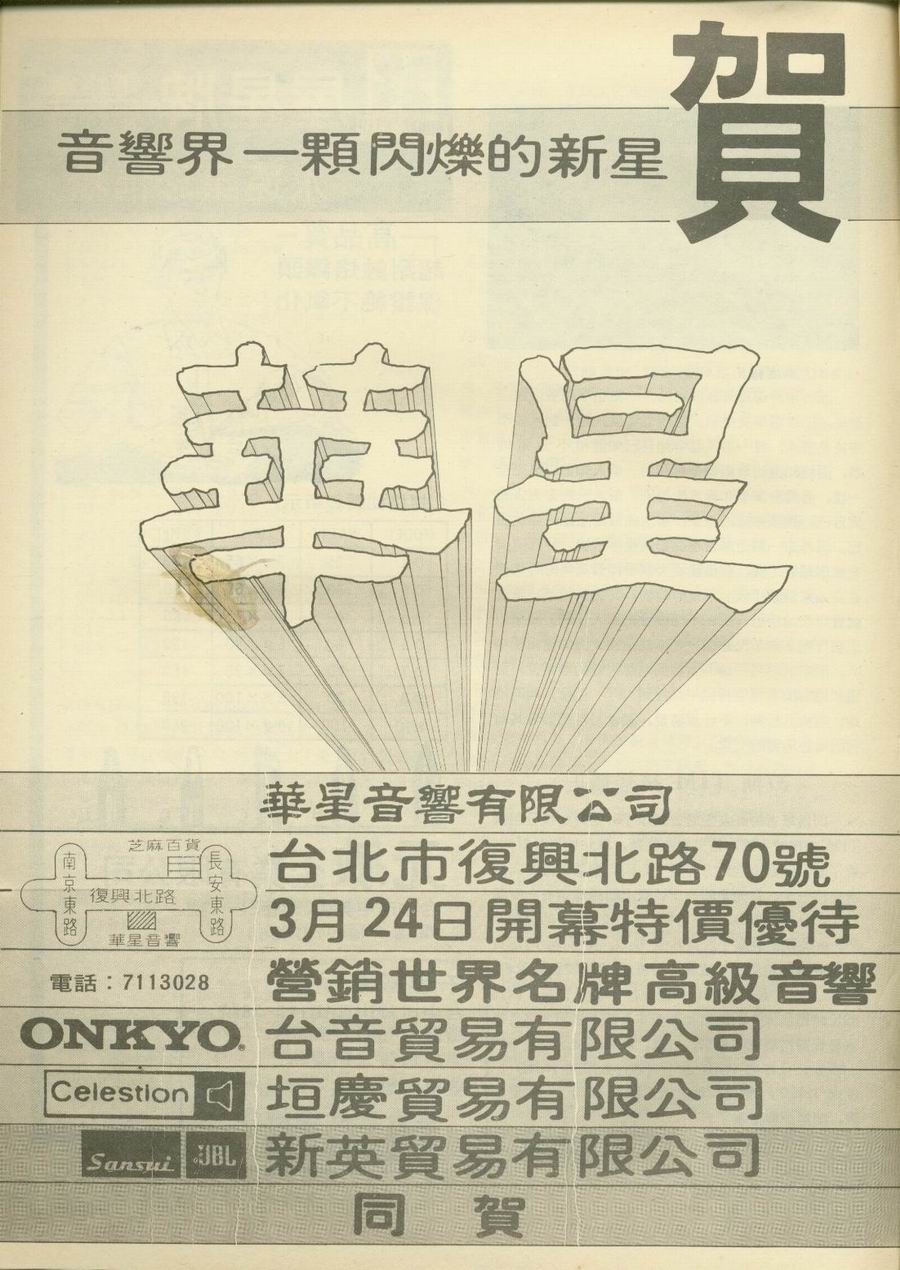 賀
音響界一顆閃爍的新星
華星
華星音響有限公司
台北市復興北路70號
3月24日開幕特價優待
芝麻百貨
南京東路
復興北路
長安東路
華星音響
電話：7113028
營銷世界名牌高級音響
ONKYO. 台音貿易有限公司
Celestion 垣慶貿易有限公司
Sansui JBL 新英貿易有限公司
同賀